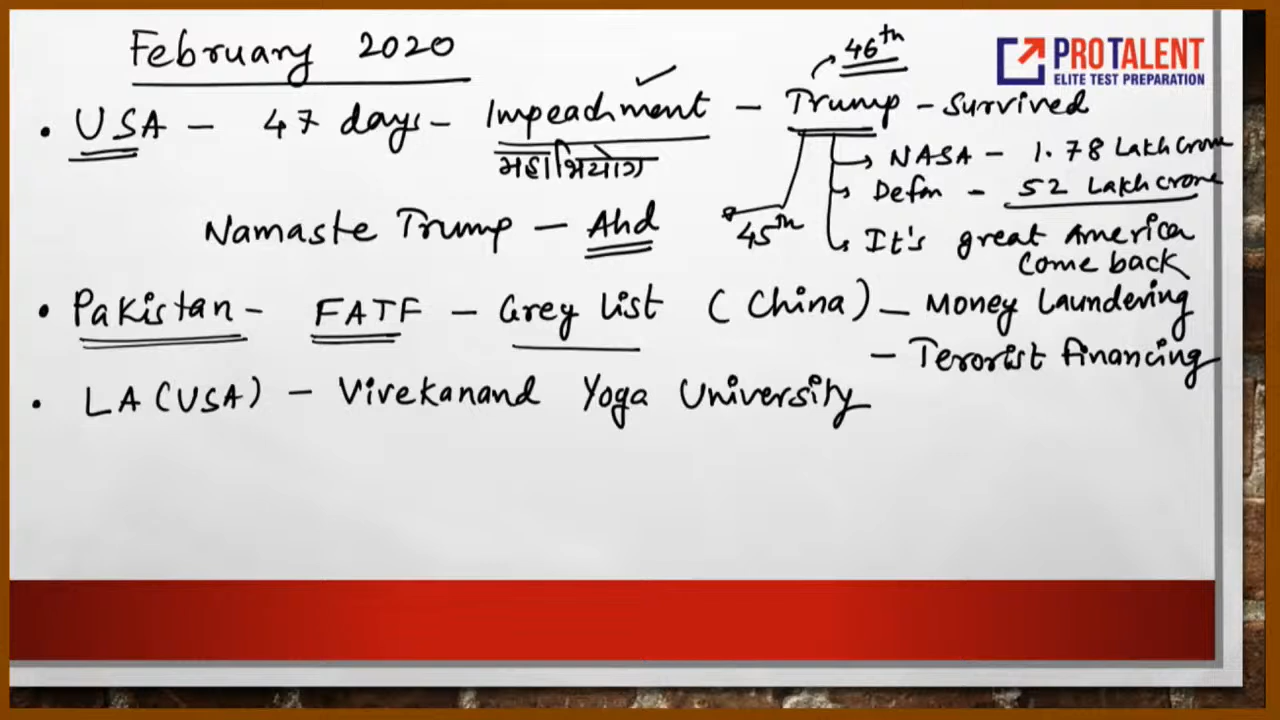 February 2020
46th
PROTALENT
ELITE TEST PREPARATION
• USA - 47 days - Impeachment - Trump - Survived
महाभियोग
NASA - 1.78 Lakh Crore
Defen - 52 Lakh Crore
Namaste Trump - Ahd
45th
It's great America
Come back
• Pakistan - FATF - Grey List (China) - Money Laundering
- Terorist financing
• LA (USA) - Vivekanand Yoga University